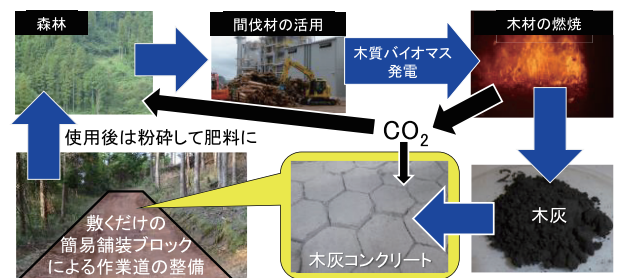 森林
間伐材の活用
木質バイオマス
発電
木材の燃焼
CO2
使用後は粉砕して肥料に
木灰
木灰コンクリート
敷くだけの
簡易舗装ブロック
による作業道の整備